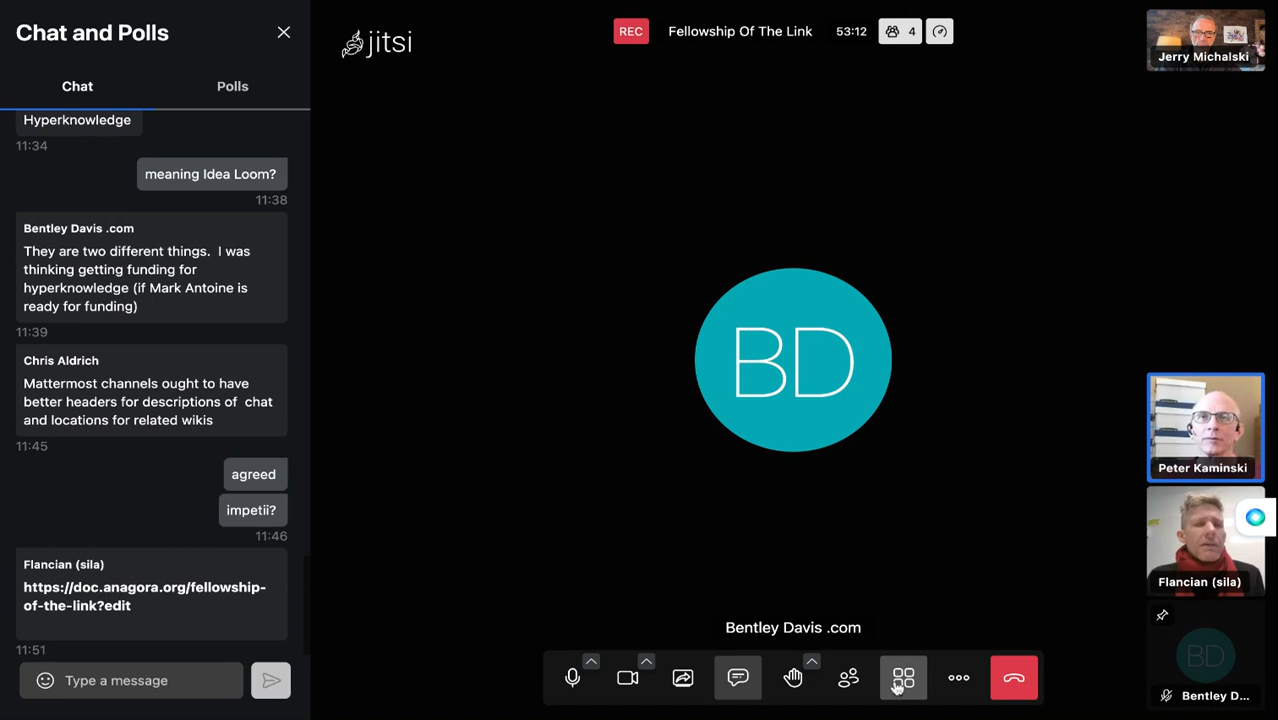 Chat and Polls
Chat
Polls
Hyperknowledge
11:34
meaning Idea Loom?
11:38
Bentley Davis .com
They are two different things. I was
thinking getting funding for
hyperknowledge (if Mark Antoine is
ready for funding)
11:39
Chris Aldrich
Mattermost channels ought to have
better headers for descriptions of chat
and locations for related wikis
11:45
agreed
impetii?
11:46
Flancian (sila)
https://doc.anagora.org/fellowship-
of-the-link?edit
11:51
Type a message
jitsi
REC
Fellowship Of The Link
53:12
4
BD
Bentley Davis .com
Jerry Michalski
Peter Kaminski
Flancian (sila)
BD
Bentley D...